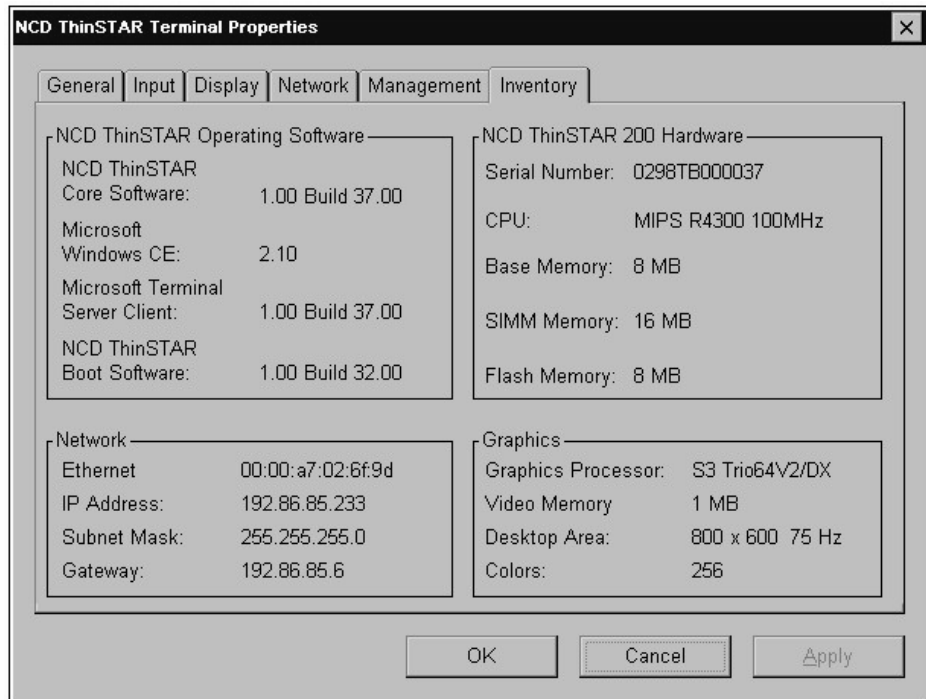 NCD ThinSTAR Terminal Properties
General Input Display Network Management Inventory
NCD ThinSTAR Operating Software
NCD ThinSTAR
Core Software: 1.00 Build 37.00
Microsoft
Windows CE: 2.10
Microsoft Terminal
Server Client: 1.00 Build 37.00
NCD ThinSTAR
Boot Software: 1.00 Build 32.00
NCD ThinSTAR 200 Hardware
Serial Number: 0298TB000037
CPU: MIPS R4300 100MHz
Base Memory: 8 MB
SIMM Memory: 16 MB
Flash Memory: 8 MB
Network
Ethernet 00:00:a7:02:6f:9d
IP Address: 192.86.85.233
Subnet Mask: 255.255.255.0
Gateway: 192.86.85.6
Graphics
Graphics Processor: S3 Trio64V2/DX
Video Memory 1 MB
Desktop Area: 800 x 600 75 Hz
Colors: 256
OK Cancel Apply